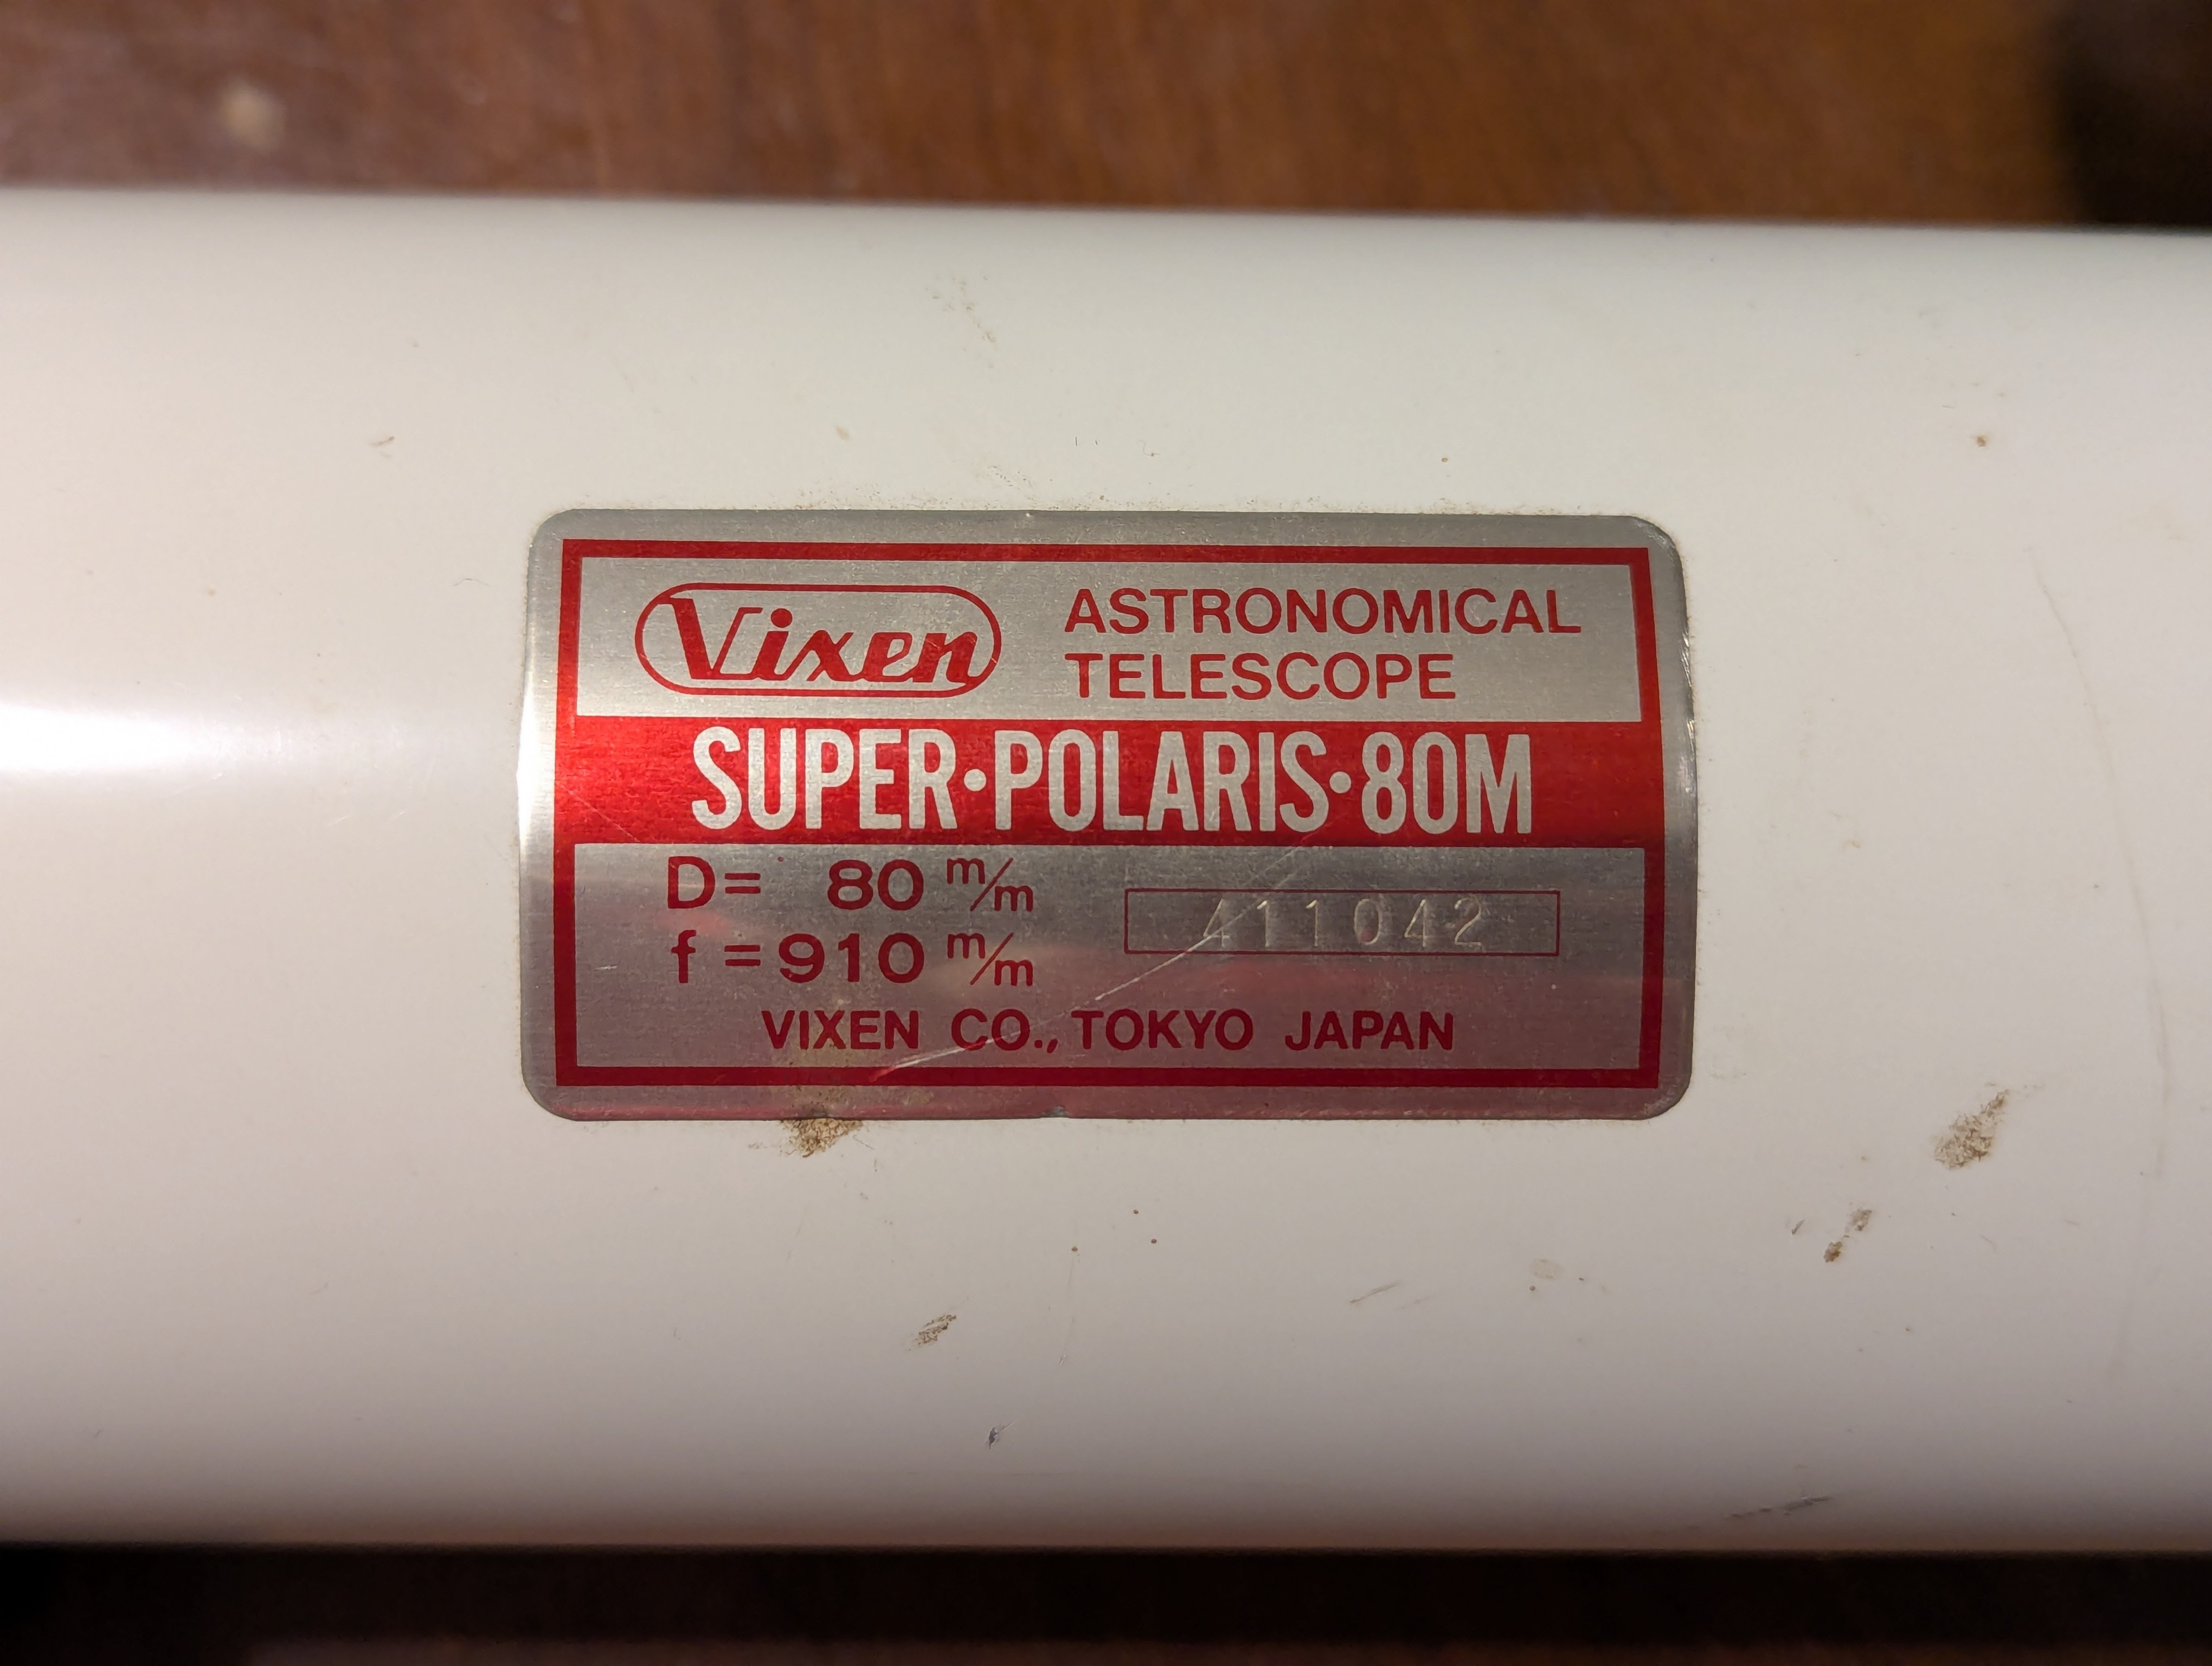 Vixen
ASTRONOMICAL
TELESCOPE
SUPER·POLARIS·80M
D= 80 m/m
f=910 m/m
411042
VIXEN CO., TOKYO JAPAN